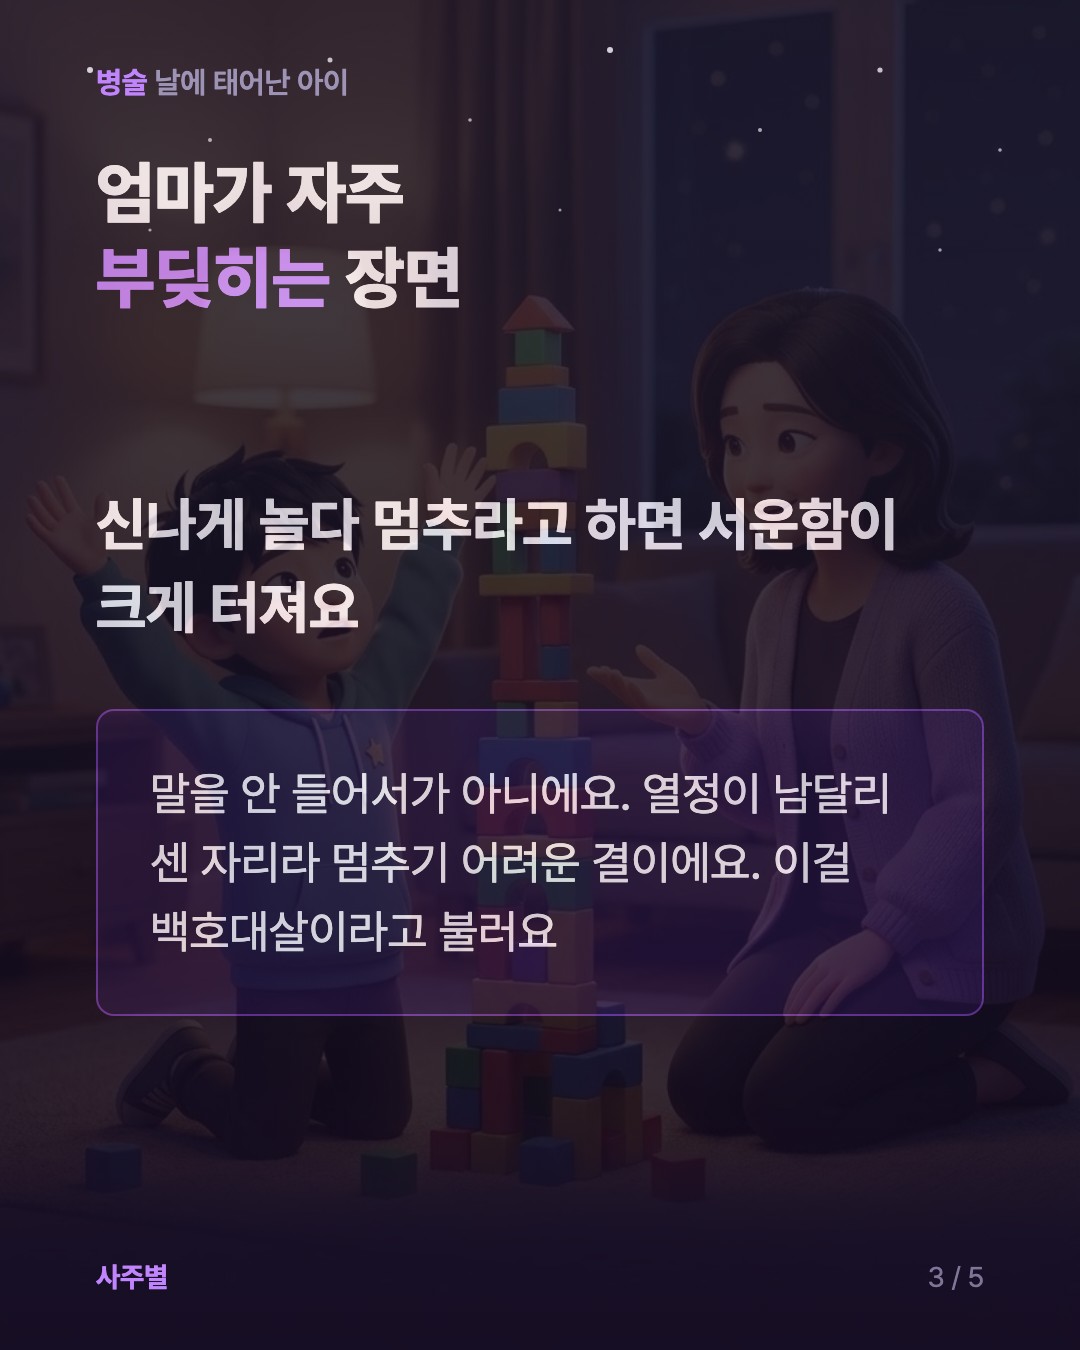 병술 날에 태어난 아이
엄마가 자주
부딪히는 장면
신나게 놀다 멈추라고 하면 서운함이
크게 터져요
말을 안 들어서가 아니에요. 열정이 남달리
센 자리라 멈추기 어려운 결이에요. 이걸
백호대살이라고 불러요
사주별
3 / 5